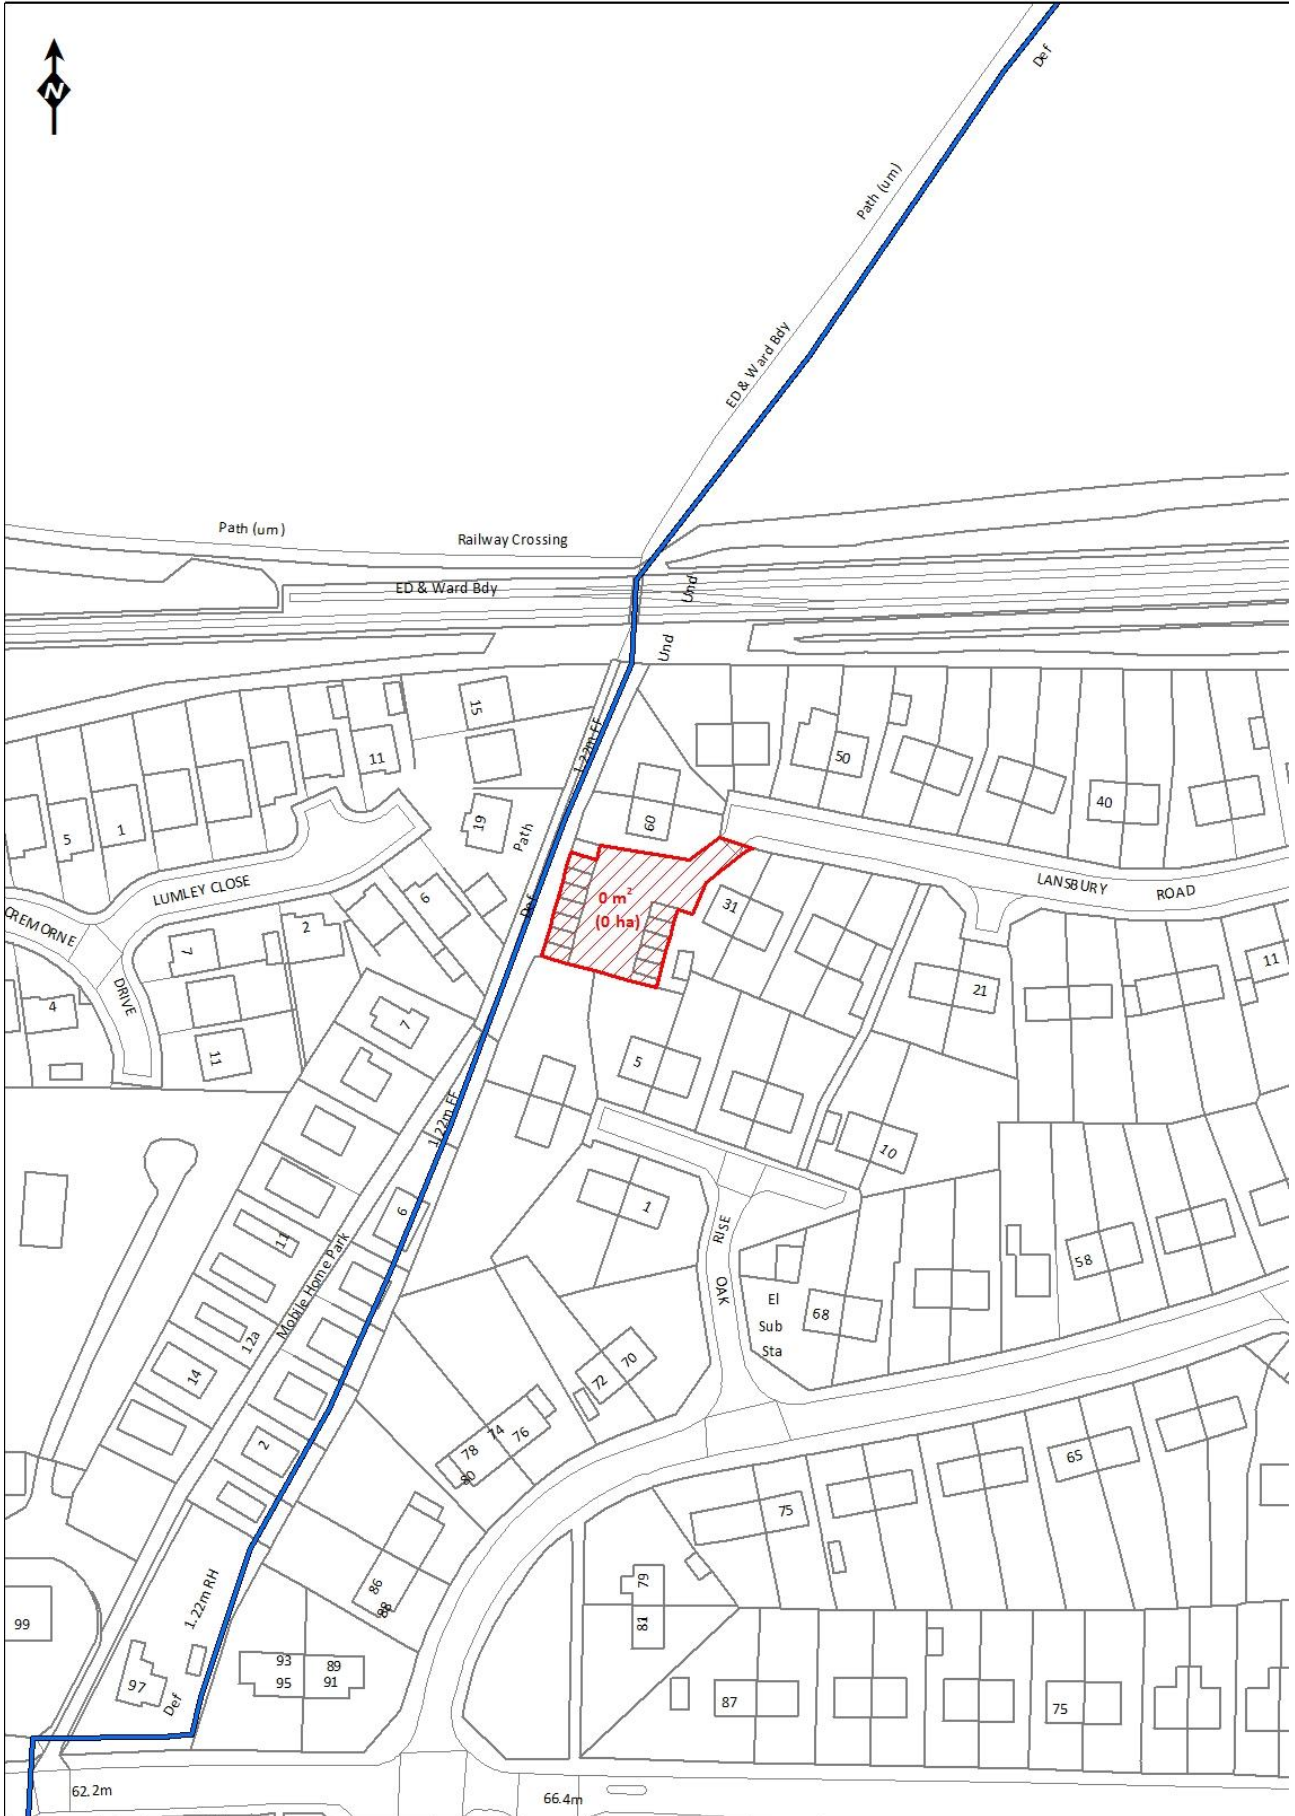 N
Def
Path (um)
ED & Ward Bdy
Path (um)
Railway Crossing
ED & Ward Bdy
Und
Und
15
1.22m FF
11
50
40
5
1
19
60
Path
LUMLEY CLOSE
6
Def
0 m²
(0 ha)
31
LANSBURY ROAD
CREMORNE
DRIVE
2
7
4
11
21
11
7
5
1.22m FF
10
1
6
11
Mobile Home Park
RISE
OAK
58
El
Sub
Sta
68
12a
14
70
72
74
76
78
80
2
65
75
86
88
79
81
99
1.22m RH
93
95
89
91
97
Def
87
75
62.2m
66.4m